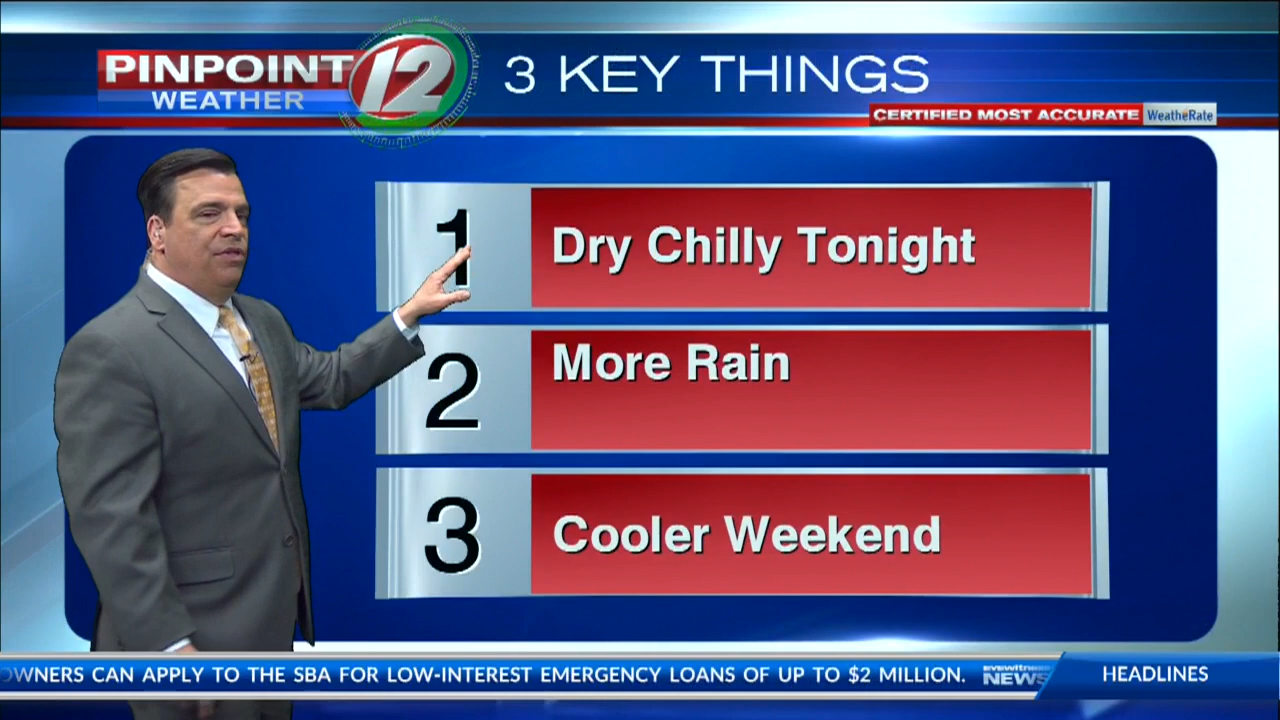 PINPOINT
WEATHER
12
3 KEY THINGS
CERTIFIED MOST ACCURATE WeatheRate
1 Dry Chilly Tonight
2 More Rain
3 Cooler Weekend
OWNERS CAN APPLY TO THE SBA FOR LOW-INTEREST EMERGENCY LOANS OF UP TO $2 MILLION.
EYEWITNESS
NEWS
HEADLINES